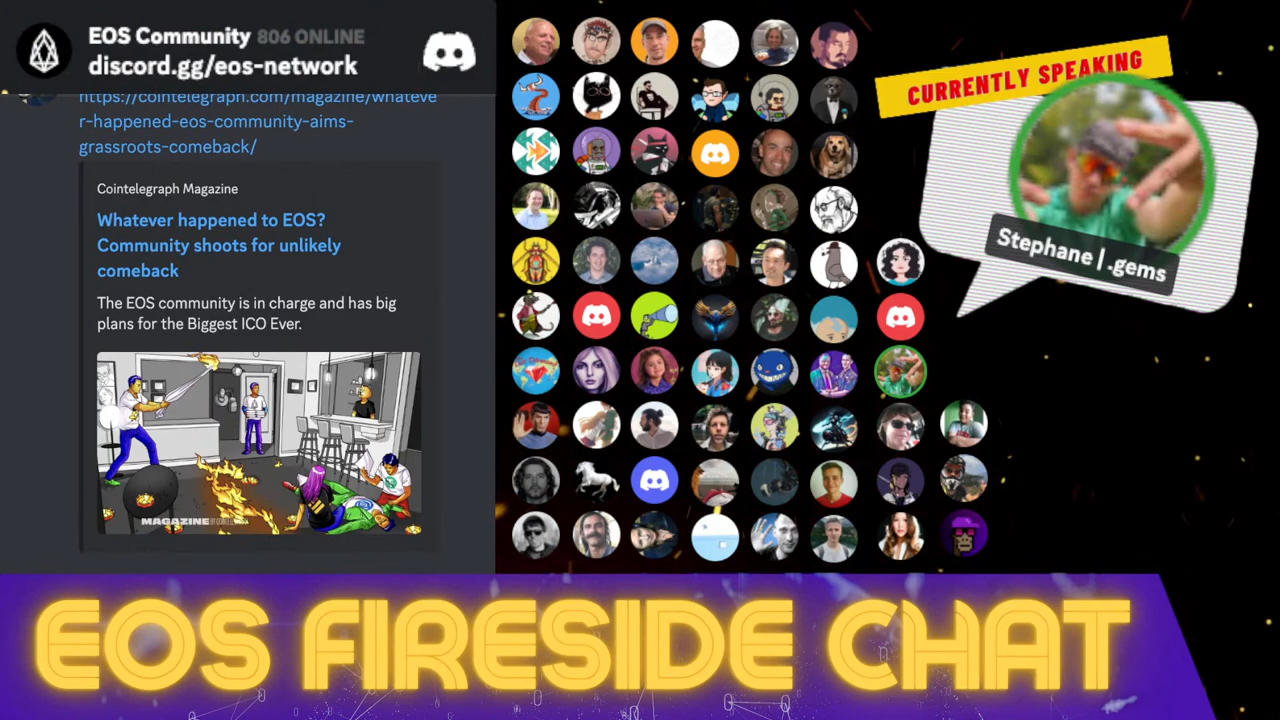 EOS Community 806 ONLINE
discord.gg/eos-network
https://cointelegraph.com/magazine/whateve
r-happened-eos-community-aims-
grassroots-comeback/
Cointelegraph Magazine
Whatever happened to EOS?
Community shoots for unlikely
comeback
The EOS community is in charge and has big
plans for the Biggest ICO Ever.
MAGAZINE
CURRENTLY SPEAKING
Stephane | .gems
EOS FIRESIDE CHAT